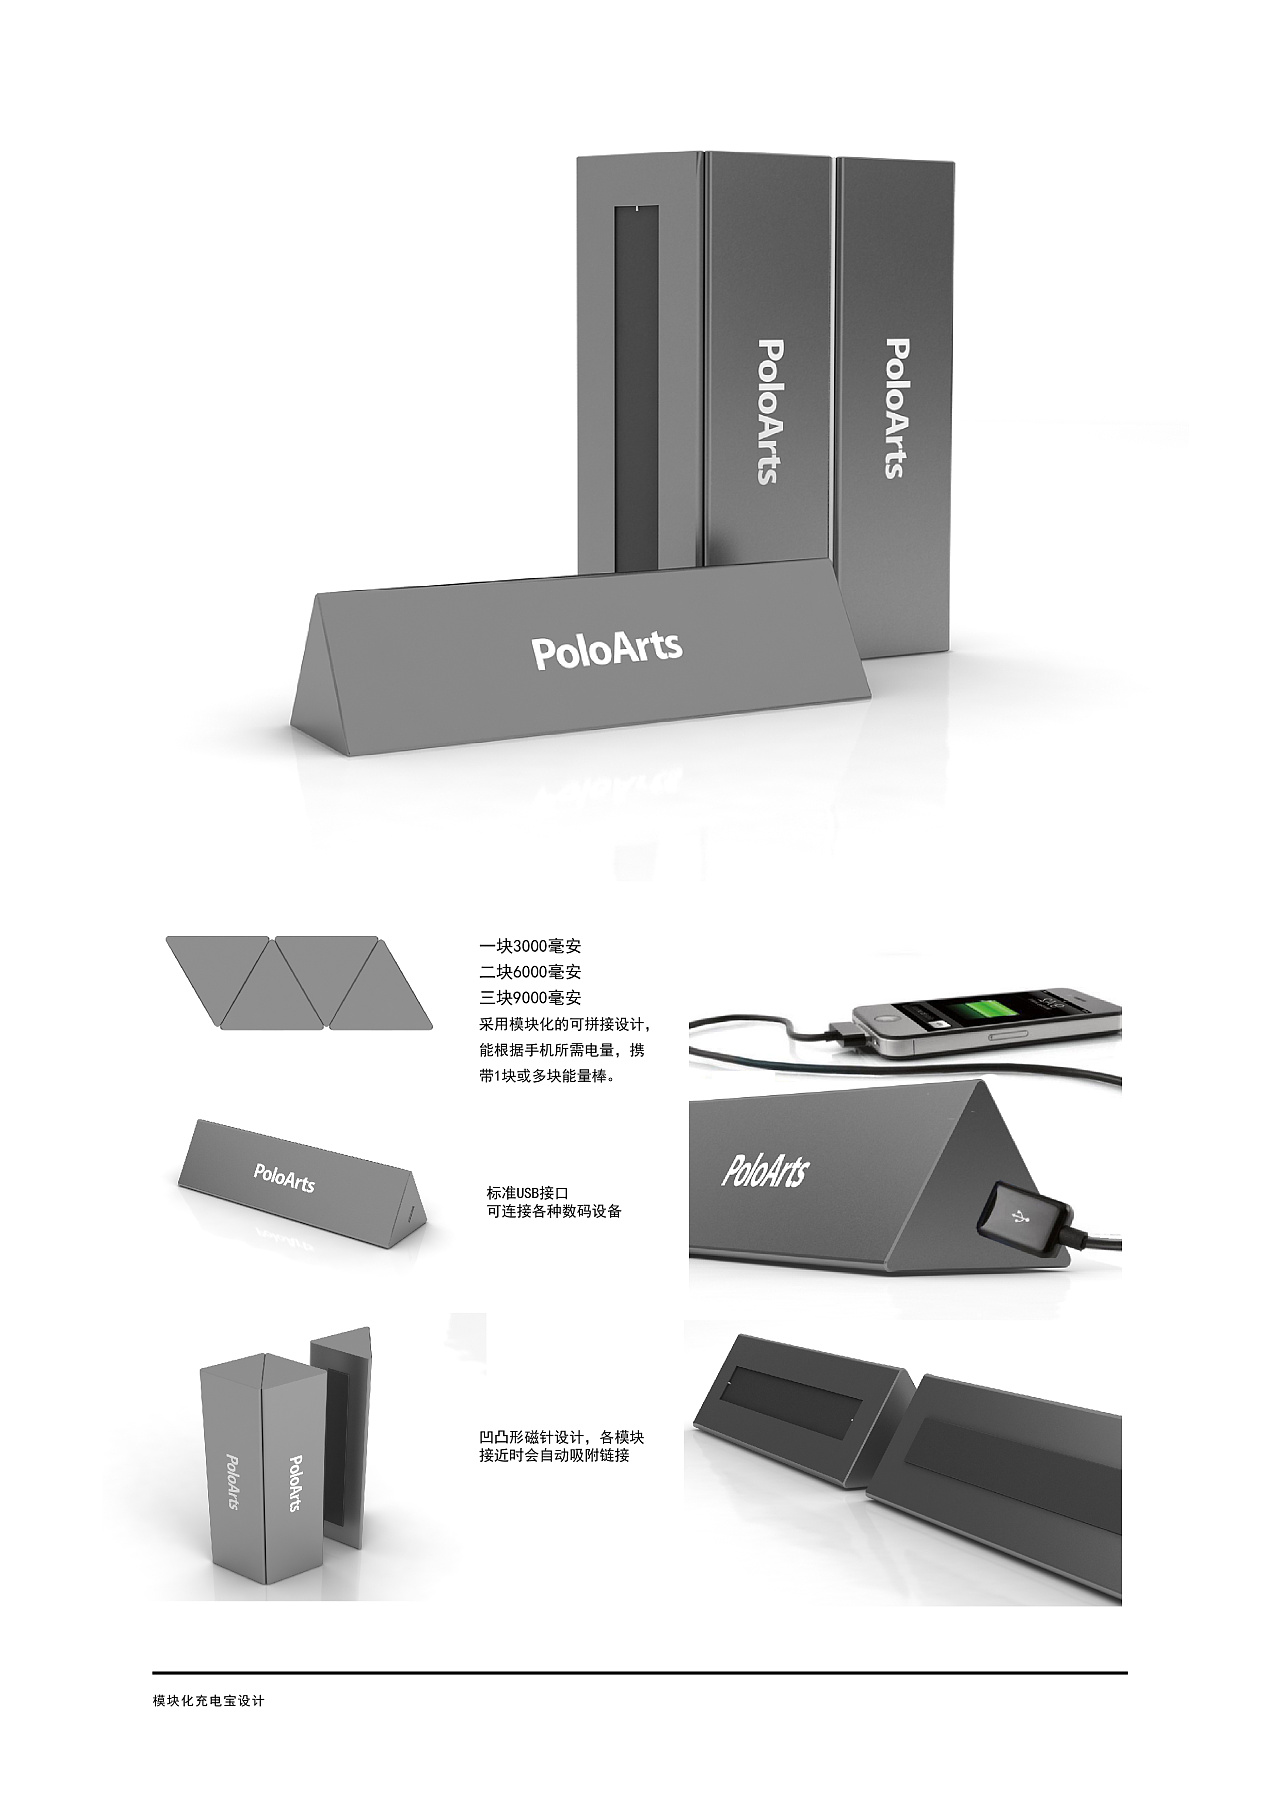 PoloArts
PoloArts
PoloArts
一块3000毫安
二块6000毫安
三块9000毫安
采用模块化的可拼接设计，
能根据手机所需电量，携
带1块或多块能量棒。
PoloArts
标准USB接口
可连接各种数码设备
PoloArts
PoloArts
PoloArts
凹凸形磁针设计，各模块
接近时会自动吸附链接
模块化充电宝设计